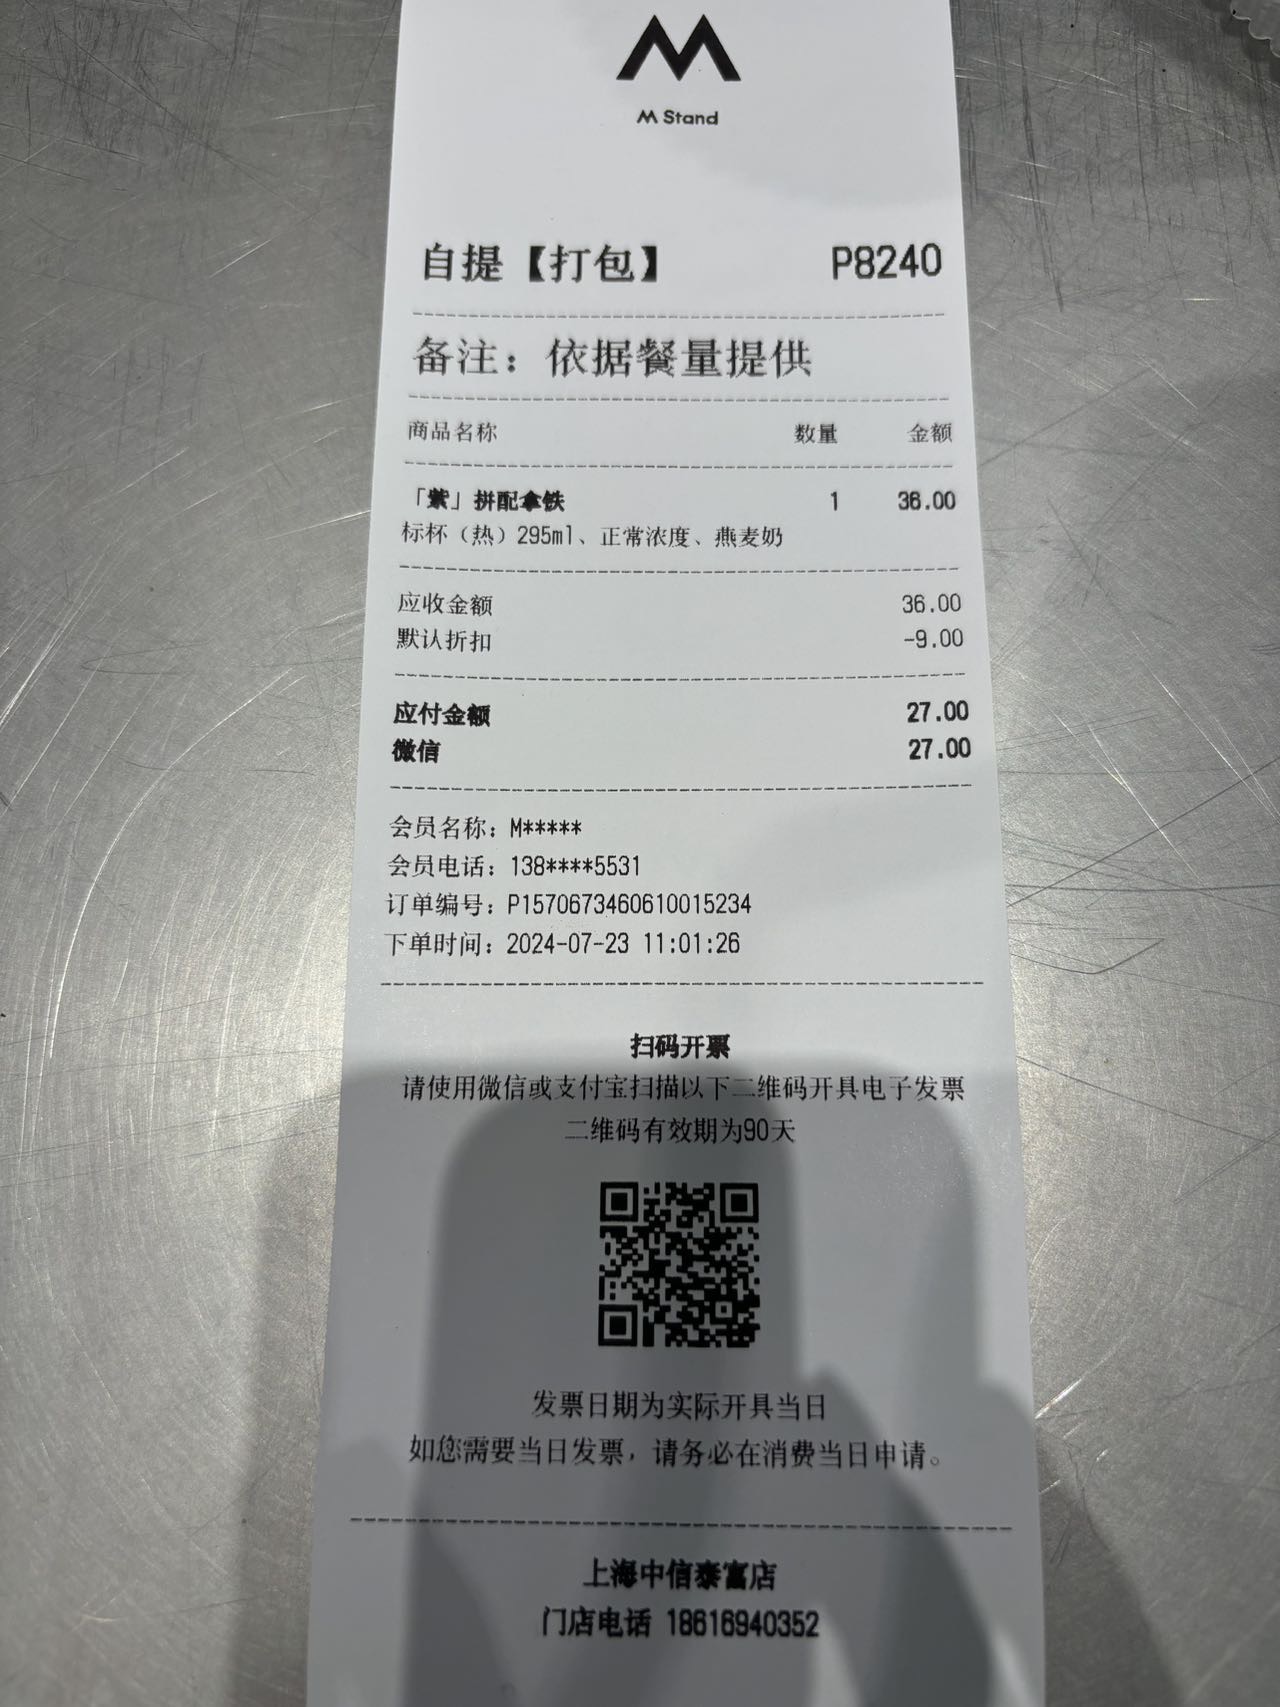 M Stand
自提【打包】 P8240
备注：依据餐量提供
商品名称 数量 金额
「紫」拼配拿铁 1 36.00
标杯（热）295ml、正常浓度、燕麦奶
应收金额 36.00
默认折扣 -9.00
应付金额 27.00
微信 27.00
会员名称：M*****
会员电话：138****5531
订单编号：P1570673460610015234
下单时间：2024-07-23 11:01:26
扫码开票
请使用微信或支付宝扫描以下二维码开具电子发票
二维码有效期为90天
发票日期为实际开具当日
如您需要当日发票，请务必在消费当日申请。
上海中信泰富店
门店电话 18616940352